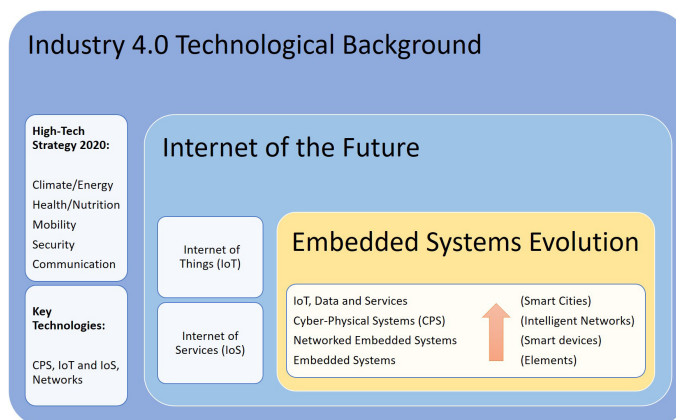 Industry 4.0 Technological Background
High-Tech
Strategy 2020:
Climate/Energy
Health/Nutrition
Mobility
Security
Communication
Key
Technologies:
CPS, IoT and IoS,
Networks
Internet of the Future
Internet of
Things (IoT)
Internet of
Services (IoS)
Embedded Systems Evolution
IoT, Data and Services
Cyber-Physical Systems (CPS)
Networked Embedded Systems
Embedded Systems
(Smart Cities)
(Intelligent Networks)
(Smart devices)
(Elements)